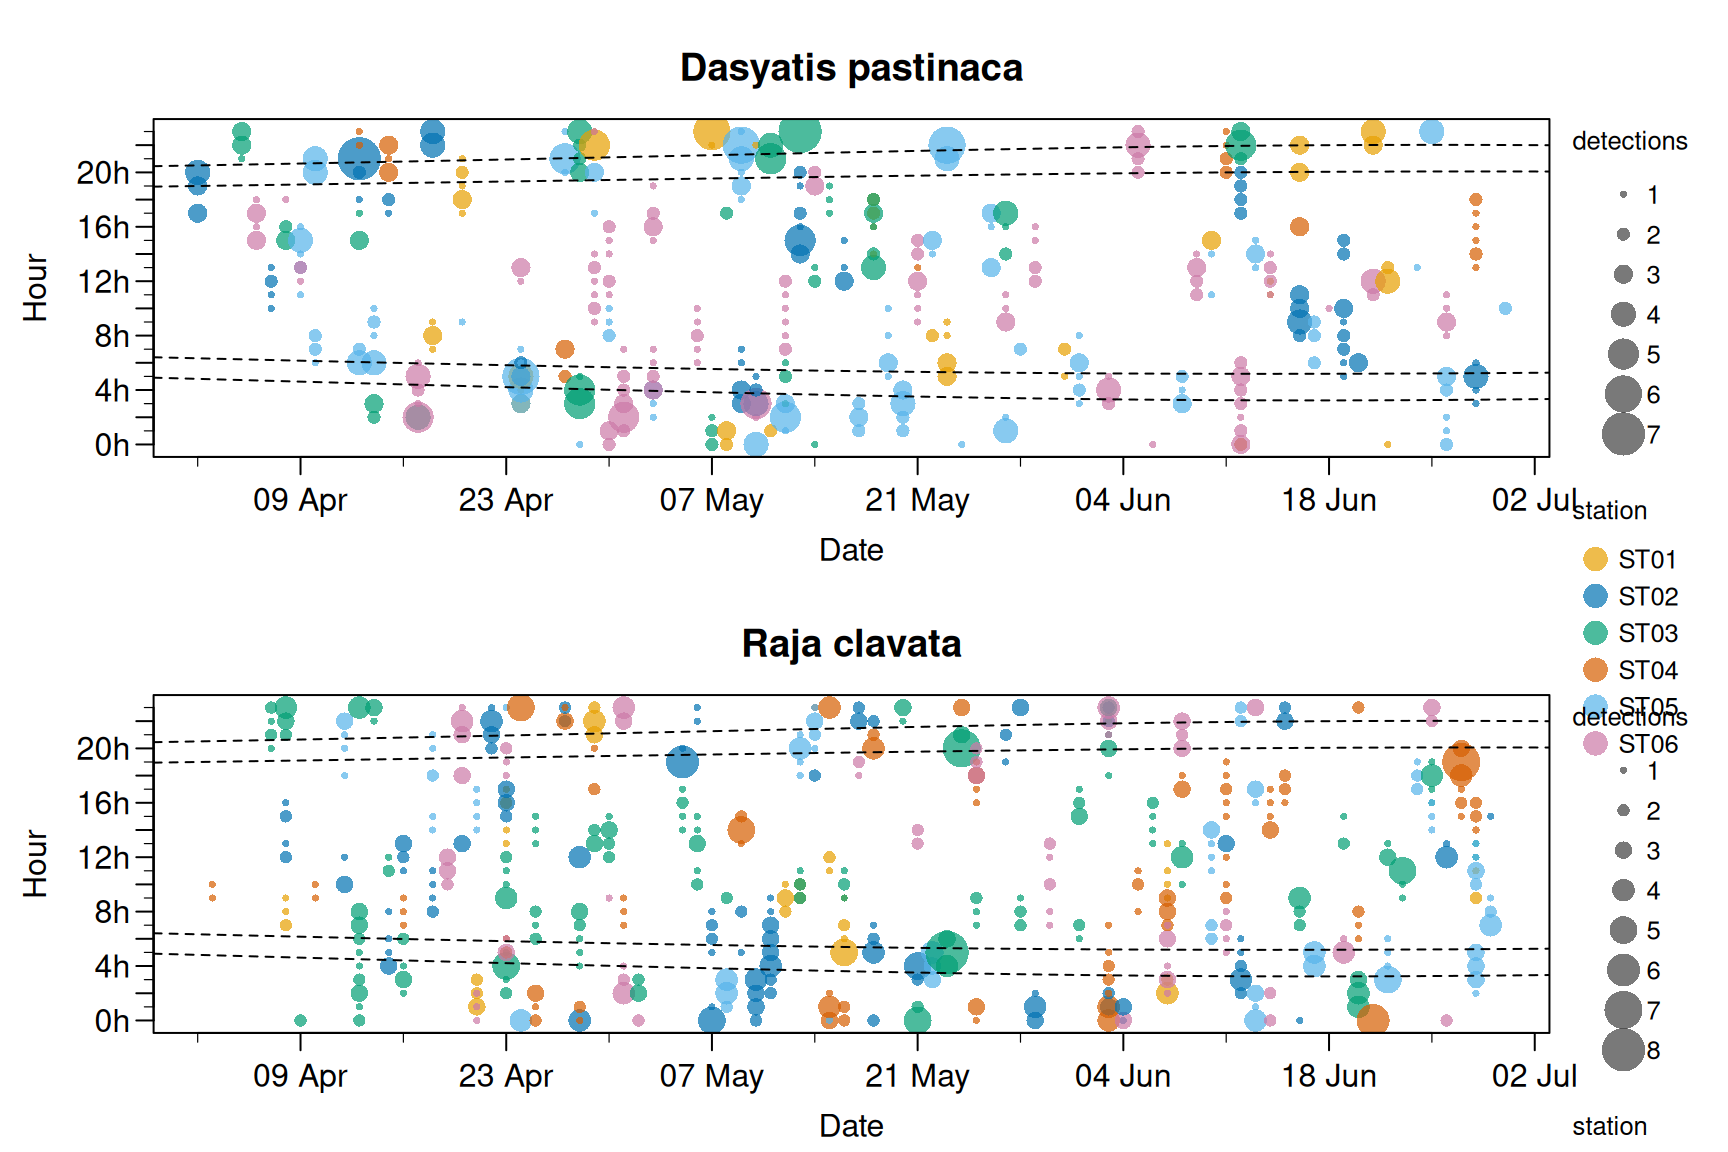 Dasyatis pastinaca
detections
1
2
3
4
5
6
7
20h
16h
12h
8h
4h
0h
Hour
09 Apr
23 Apr
07 May
21 May
04 Jun
18 Jun
02 Jul
Date
station
ST01
ST02
ST03
ST04
ST05
ST06
Raja clavata
detections
1
2
3
4
5
6
7
8
20h
16h
12h
8h
4h
0h
Hour
09 Apr
23 Apr
07 May
21 May
04 Jun
18 Jun
02 Jul
Date
station